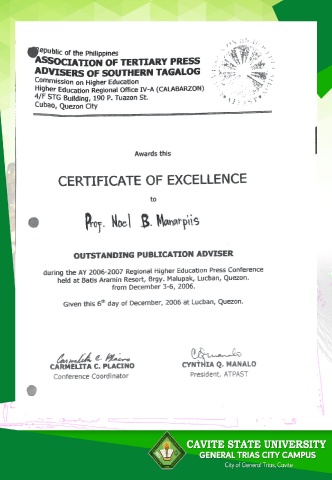 Republic of the Philippines
ASSOCIATION OF TERTIARY PRESS
ADVISERS OF SOUTHERN TAGALOG
Commission on Higher Education
Higher Education Regional Office IV-A (CALABARZON)
4/F STG Building, 190 P. Tuazon St.
Cubao, Quezon City
Awards this
CERTIFICATE OF EXCELLENCE
to
Prof. Noel B. Manarpiis
OUTSTANDING PUBLICATION ADVISER
during the AY 2006-2007 Regional Higher Education Press Conference
held at Batis Aramin Resort, Brgy. Malupak, Lucban, Quezon.
from December 3-6, 2006.
Given this 6th day of December, 2006 at Lucban, Quezon.
Carmelita C. Placino
CARMELITA C. PLACINO
Conference Coordinator
CQManalo
CYNTHIA Q. MANALO
President, ATPAST
CAVITE STATE UNIVERSITY
GENERAL TRIAS CITY CAMPUS
City of General Trias, Cavite